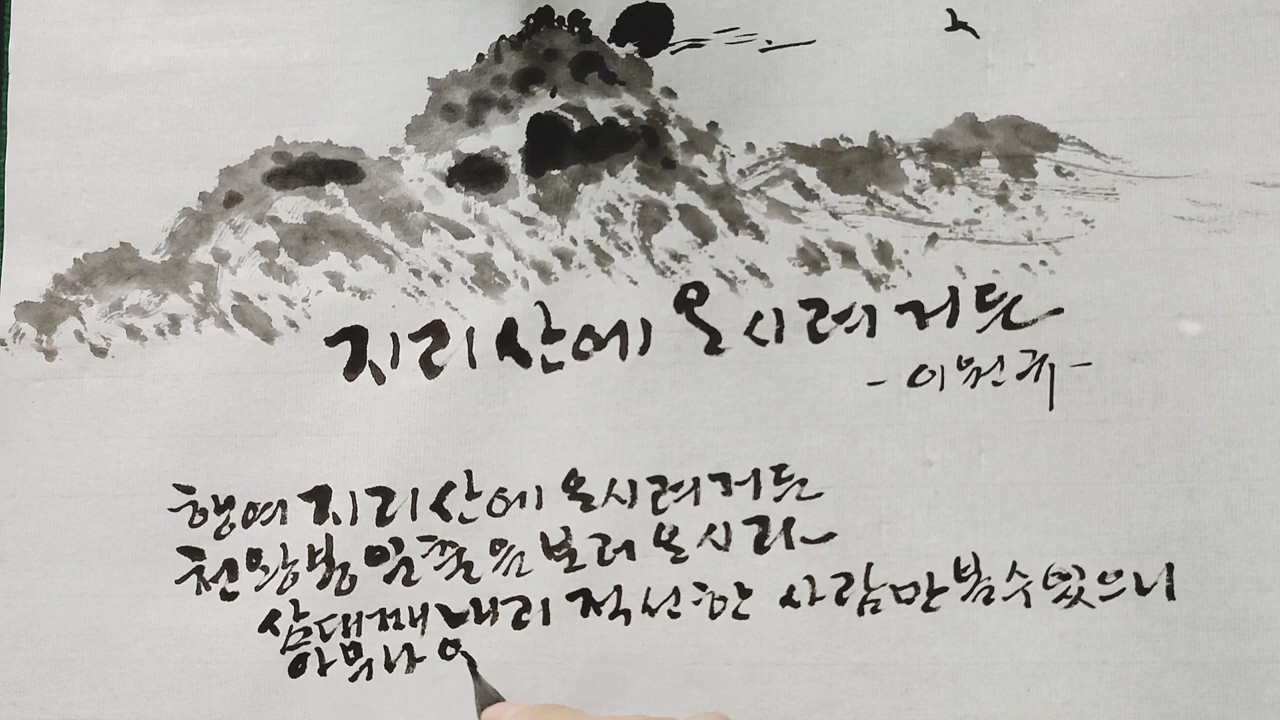 지리산에 오시려거든
-이원규-
행여 지리산에 오시려거든
천왕봉 일출을 보러 오시라
삼대째 내리 적선한 사람만 볼 수 있으니
아무나